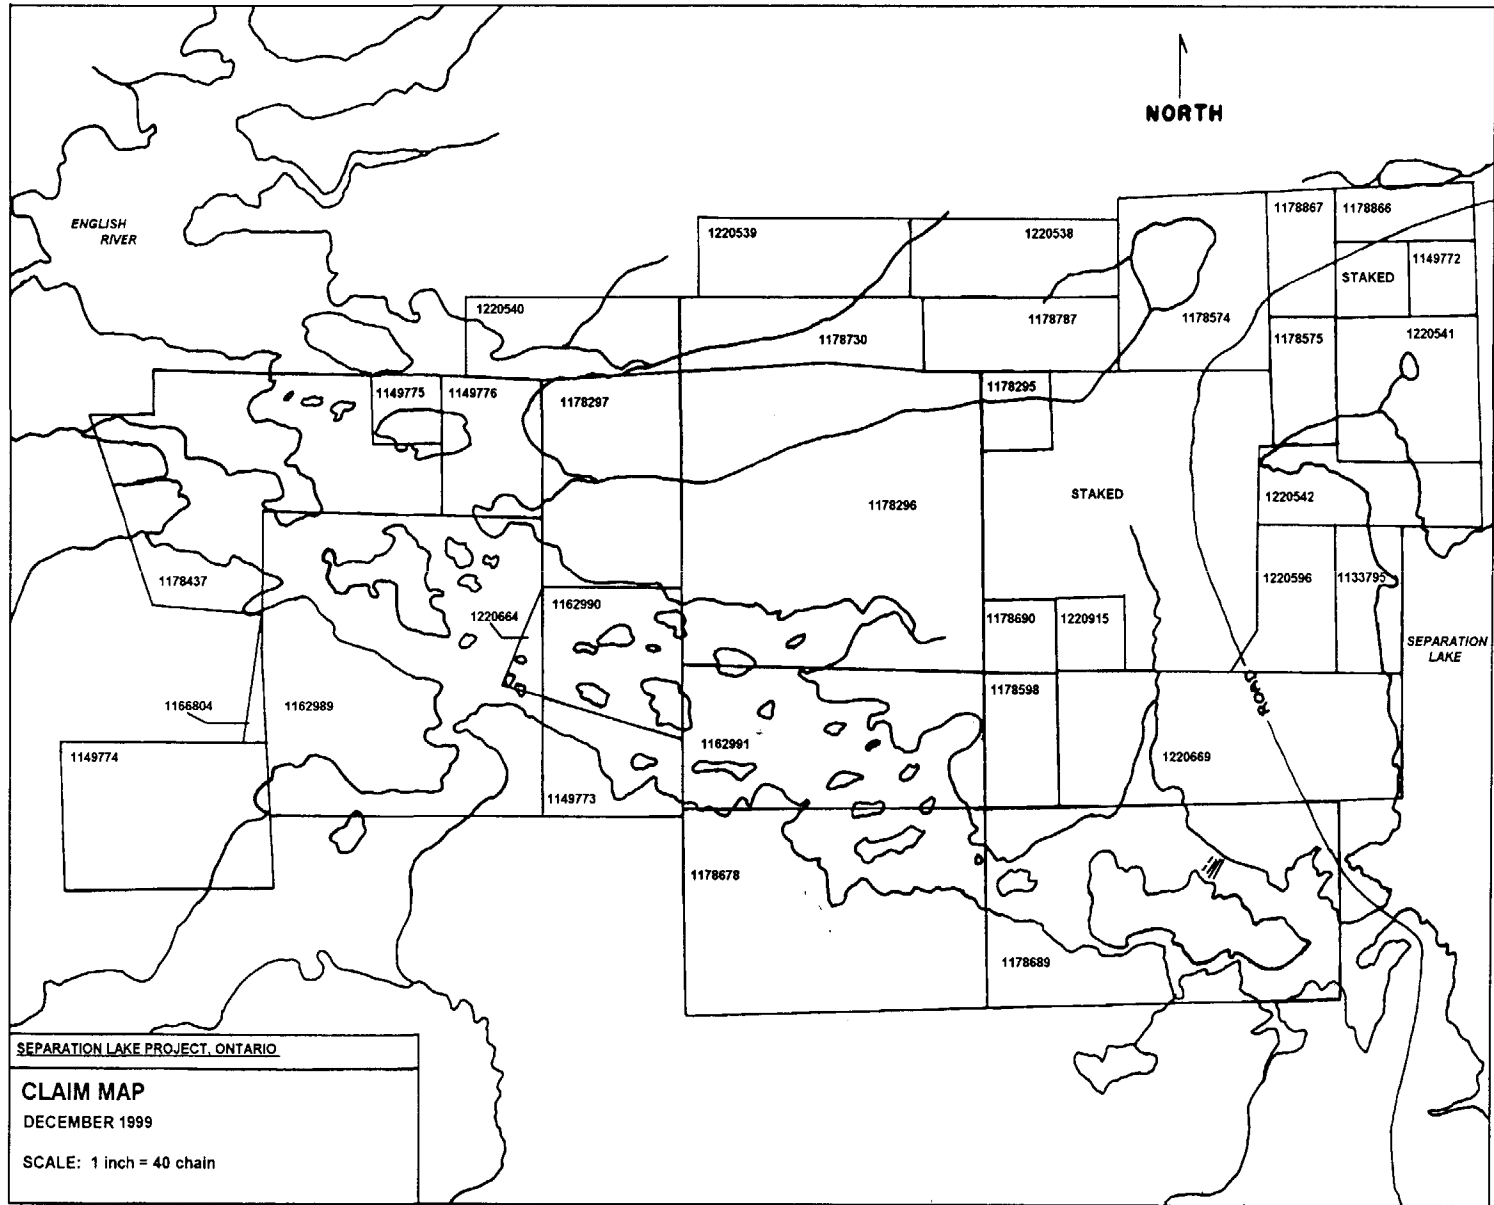 NORTH
ENGLISH
RIVER
1178867
1178866
1220539
1220538
1149772
STAKED
1220540
1178730
1178787
1178574
1178575
1220541
1149775
1149776
1178297
1178295
1178296
STAKED
1220542
1178437
1220664
1162990
1220596
1133795
1178690
1220915
SEPARATION
LAKE
1166804
1162989
1178598
ROAD
1149774
1162991
1220669
1149773
1178678
1178689
SEPARATION LAKE PROJECT, ONTARIO
CLAIM MAP
DECEMBER 1999
SCALE: 1 inch = 40 chain